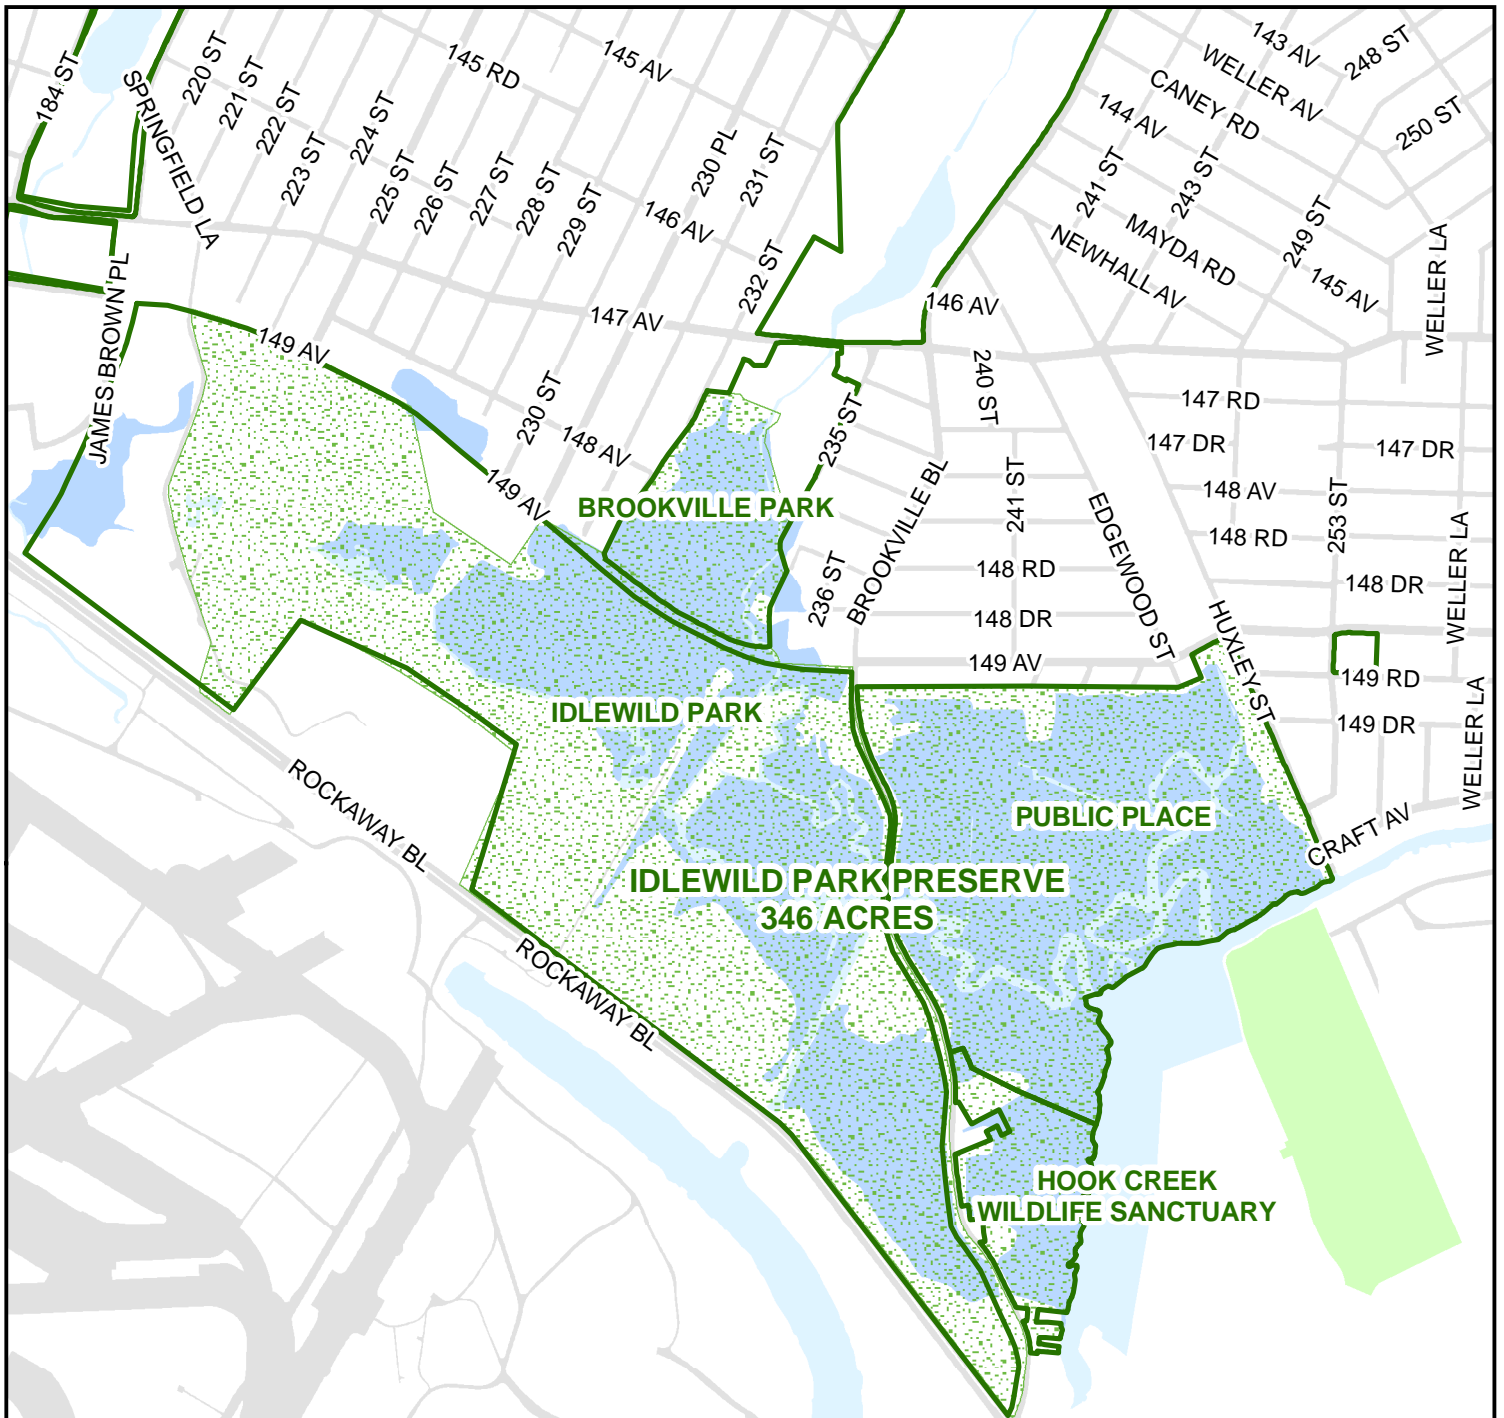 184 ST
SPRINGFIELD LA
220 ST
221 ST
222 ST
223 ST
224 ST
145 RD
145 AV
225 ST
226 ST
227 ST
228 ST
229 ST
230 PL
231 ST
146 AV
232 ST
143 AV
WELLER AV
248 ST
CANEY RD
144 AV
250 ST
241 ST
243 ST
MAYDA RD
NEWHALL AV
249 ST
145 AV
WELLER LA
JAMES BROWN PL
149 AV
147 AV
146 AV
240 ST
230 ST
148 AV
149 AV
235 ST
BROOKVILLE PARK
BROOKVILLE BL
241 ST
EDGEWOOD ST
147 RD
147 DR
147 DR
148 AV
253 ST
148 RD
WELLER LA
236 ST
148 RD
148 DR
148 DR
149 AV
HUXLEY ST
149 RD
149 DR
WELLER LA
IDLEWILD PARK
ROCKAWAY BL
PUBLIC PLACE
CRAFT AV
IDLEWILD PARK PRESERVE
346 ACRES
ROCKAWAY BL
HOOK CREEK
WILDLIFE SANCTUARY